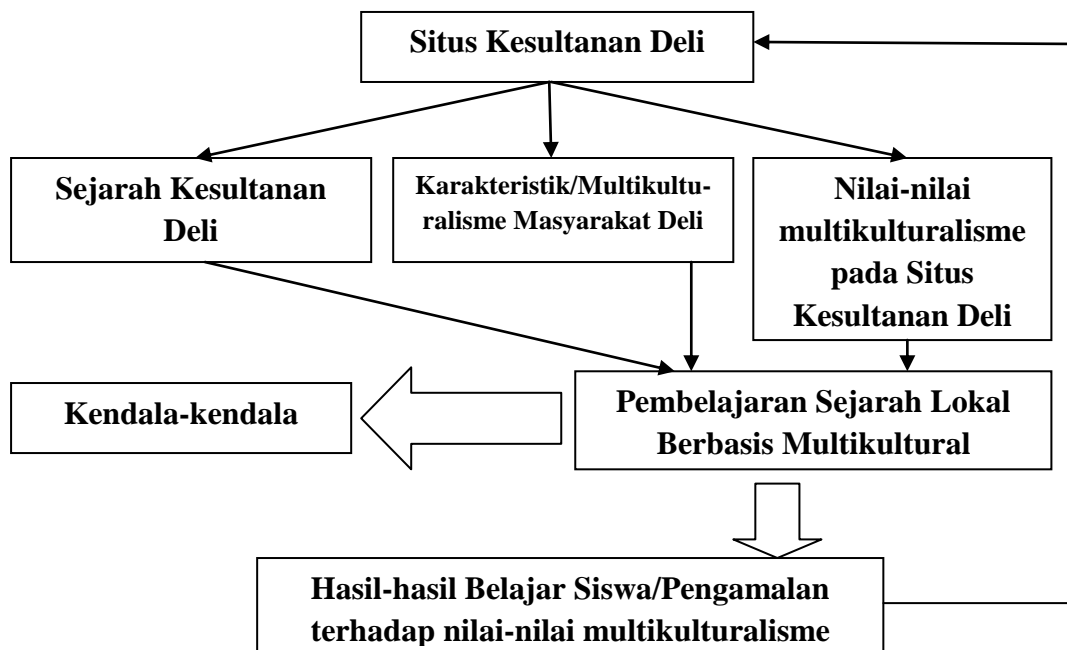 Situs Kesultanan Deli
Sejarah Kesultanan
Deli
Karakteristik/Multikultu-
ralisme Masyarakat Deli
Nilai-nilai
multikulturalisme
pada Situs
Kesultanan Deli
Kendala-kendala
Pembelajaran Sejarah Lokal
Berbasis Multikultural
Hasil-hasil Belajar Siswa/Pengamalan
terhadap nilai-nilai multikulturalisme